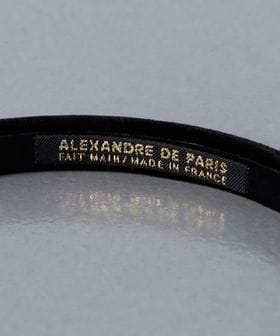 ALEXANDRE DE PARIS
FAIT MAIN/MADE IN FRANCE